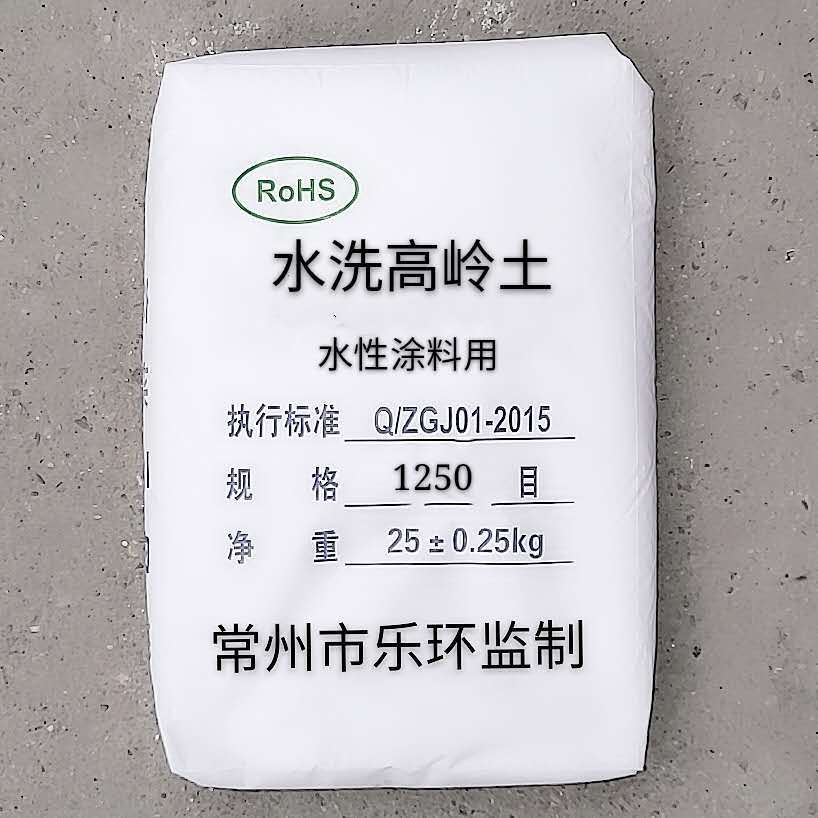 RoHS
水洗高岭土
水性涂料用
执行标准 Q/ZGJ01-2015
规 格 1250 目
净 重 25±0.25kg
常州市乐环监制